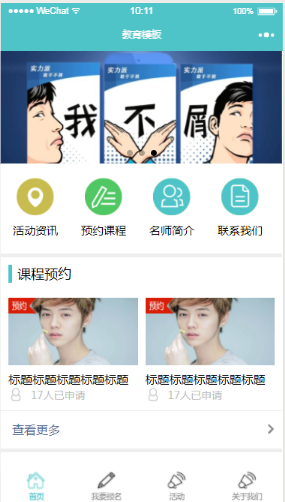 WeChat 10:11 100%
教育模板
实力派 敢于不屑 实力派 敢于不屑 实力派 敢于不屑
我 不 屑
活动资讯 预约课程 名师简介 联系我们
课程预约
预约 预约
标题标题标题标题标题 标题标题标题标题标题
17人已申请 17人已申请
查看更多
首页 我要报名 活动 关于我们